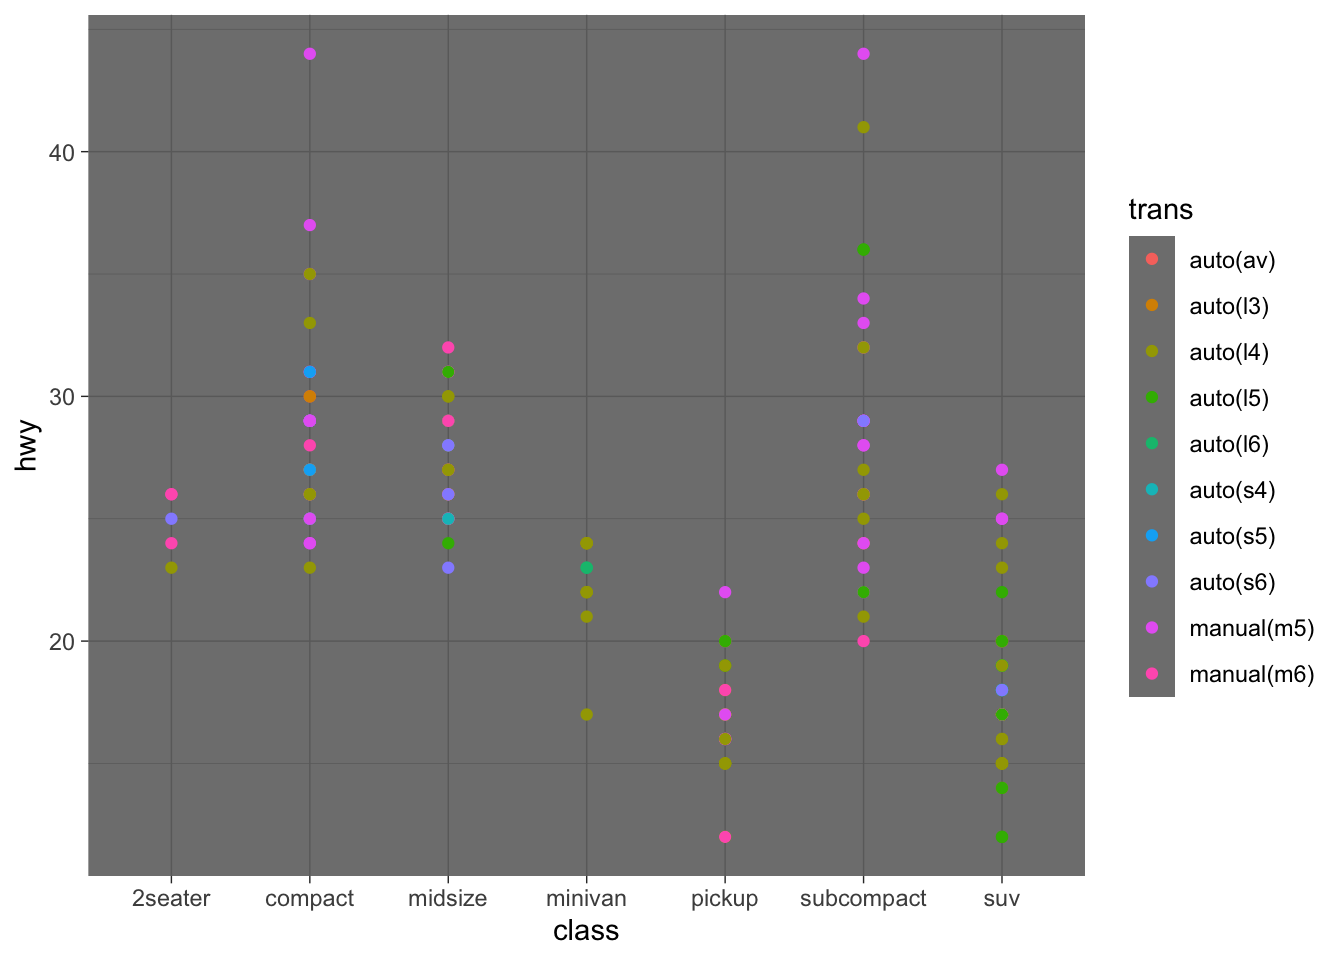 hwy
40
30
20
2seater compact midsize minivan pickup subcompact suv
class
trans
auto(av)
auto(l3)
auto(l4)
auto(l5)
auto(l6)
auto(s4)
auto(s5)
auto(s6)
manual(m5)
manual(m6)